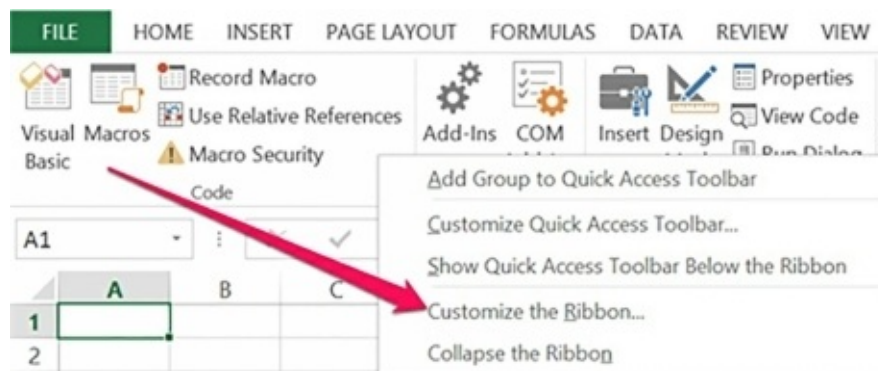 FILE HOME INSERT PAGE LAYOUT FORMULAS DATA REVIEW VIEW
Visual Basic
Macros
Record Macro
Use Relative References
Macro Security
Code
Add-Ins
COM
Insert
Design
Properties
View Code
Run Dialog
Add Group to Quick Access Toolbar
Customize Quick Access Toolbar...
Show Quick Access Toolbar Below the Ribbon
Customize the Ribbon...
Collapse the Ribbon
A1
A B C
1
2